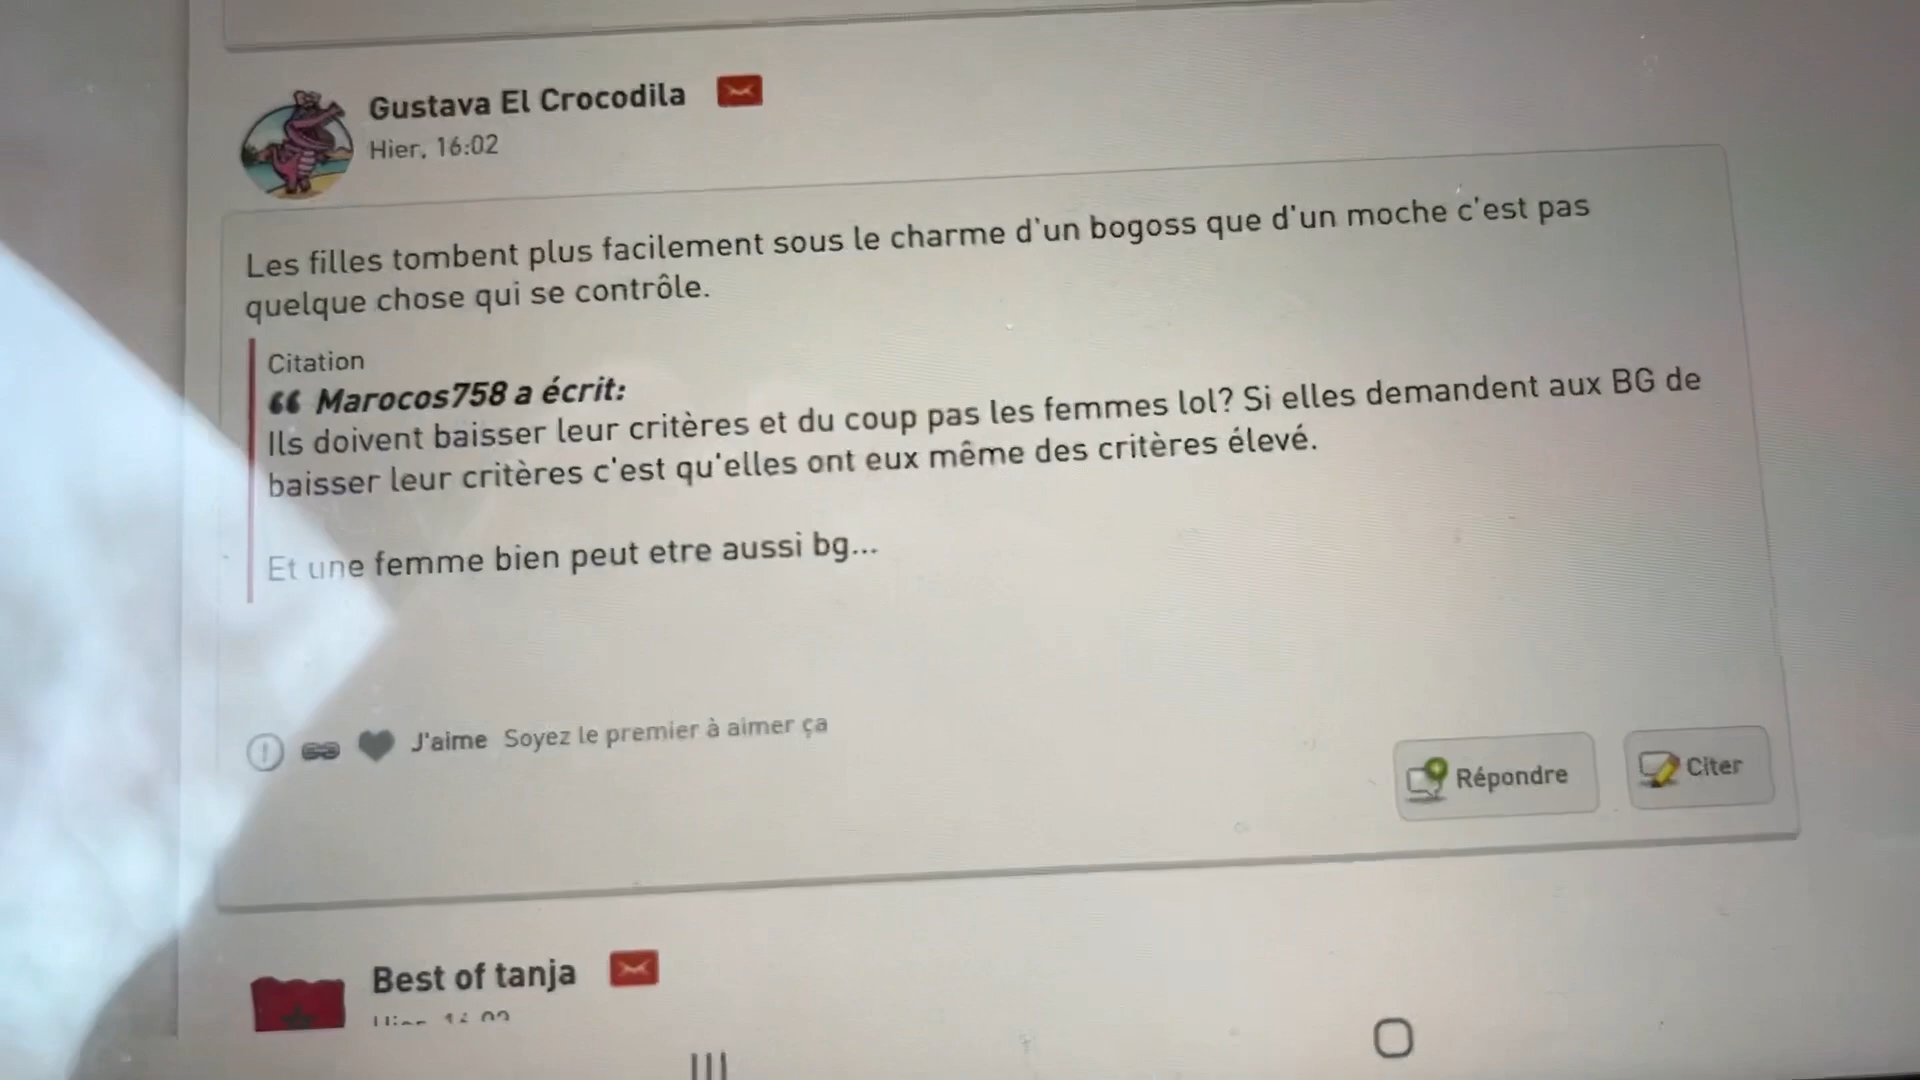 Gustava El Crocodila
Hier, 16:02
Les filles tombent plus facilement sous le charme d'un bogoss que d'un moche c'est pas
quelque chose qui se contrôle.
Citation
“ Marocos758 a écrit:
Ils doivent baisser leur critères et du coup pas les femmes lol? Si elles demandent aux BG de
baisser leur critères c'est qu'elles ont eux même des critères élevé.
Et une femme bien peut etre aussi bg...
J'aime Soyez le premier à aimer ça
Répondre
Citer
Best of tanja